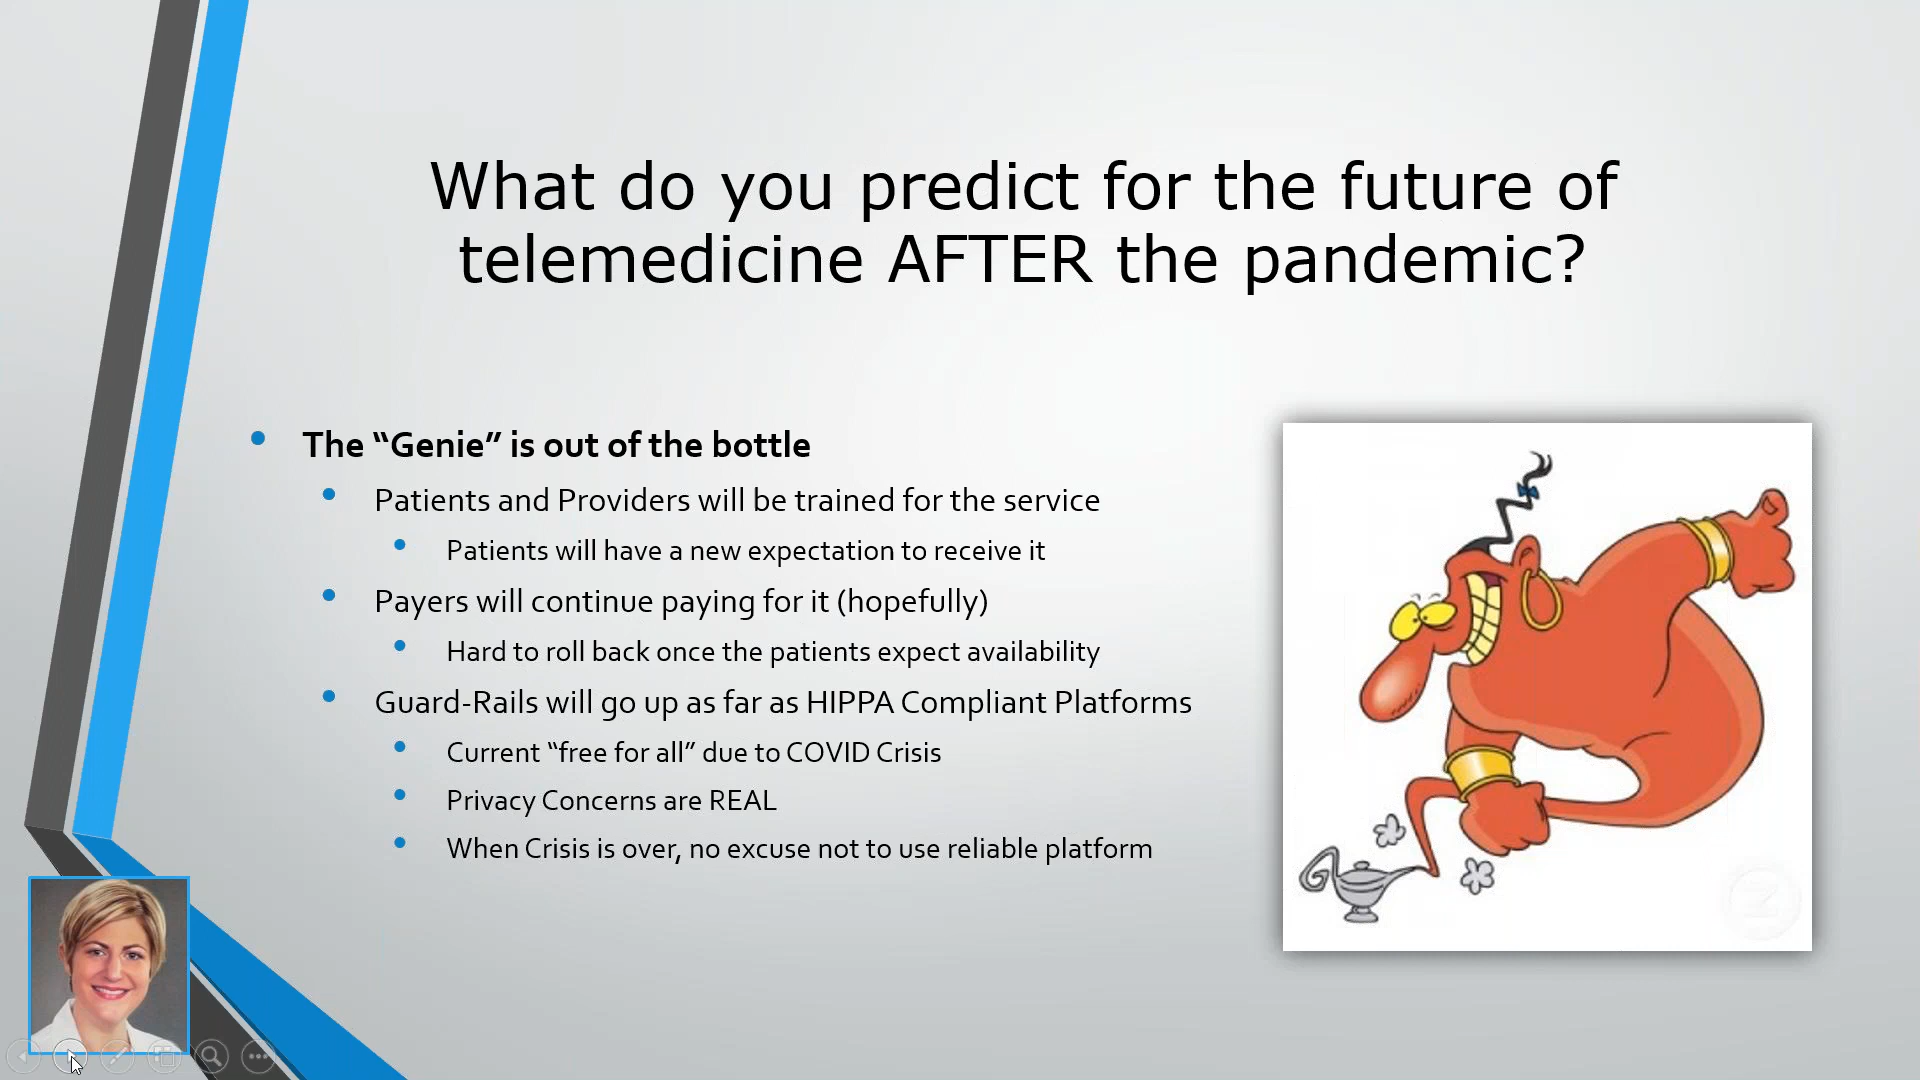 What do you predict for the future of
telemedicine AFTER the pandemic?
The “Genie” is out of the bottle
Patients and Providers will be trained for the service
Patients will have a new expectation to receive it
Payers will continue paying for it (hopefully)
Hard to roll back once the patients expect availability
Guard-Rails will go up as far as HIPPA Compliant Platforms
Current “free for all” due to COVID Crisis
Privacy Concerns are REAL
When Crisis is over, no excuse not to use reliable platform